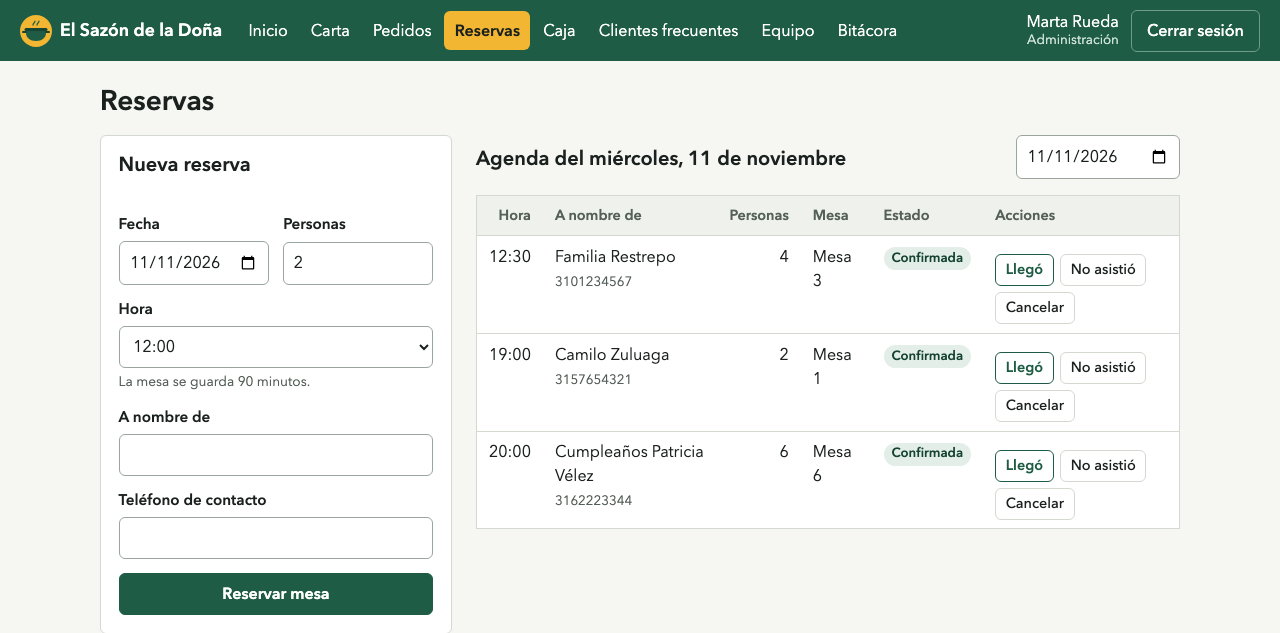 El Sazón de la Doña Inicio Carta Pedidos Reservas Caja Clientes frecuentes Equipo Bitácora Marta Rueda Cerrar sesión
Administración
Reservas
Nueva reserva
Fecha Personas
11/11/2026 2
Hora
12:00
La mesa se guarda 90 minutos.
A nombre de
Teléfono de contacto
Reservar mesa
Agenda del miércoles, 11 de noviembre 11/11/2026
Hora A nombre de Personas Mesa Estado Acciones
12:30 Familia Restrepo 4 Mesa Confirmada Llegó No asistió
3101234567 3 Cancelar
19:00 Camilo Zuluaga 2 Mesa Confirmada Llegó No asistió
3157654321 1 Cancelar
20:00 Cumpleaños Patricia 6 Mesa Confirmada Llegó No asistió
Vélez 6 Cancelar
3162223344